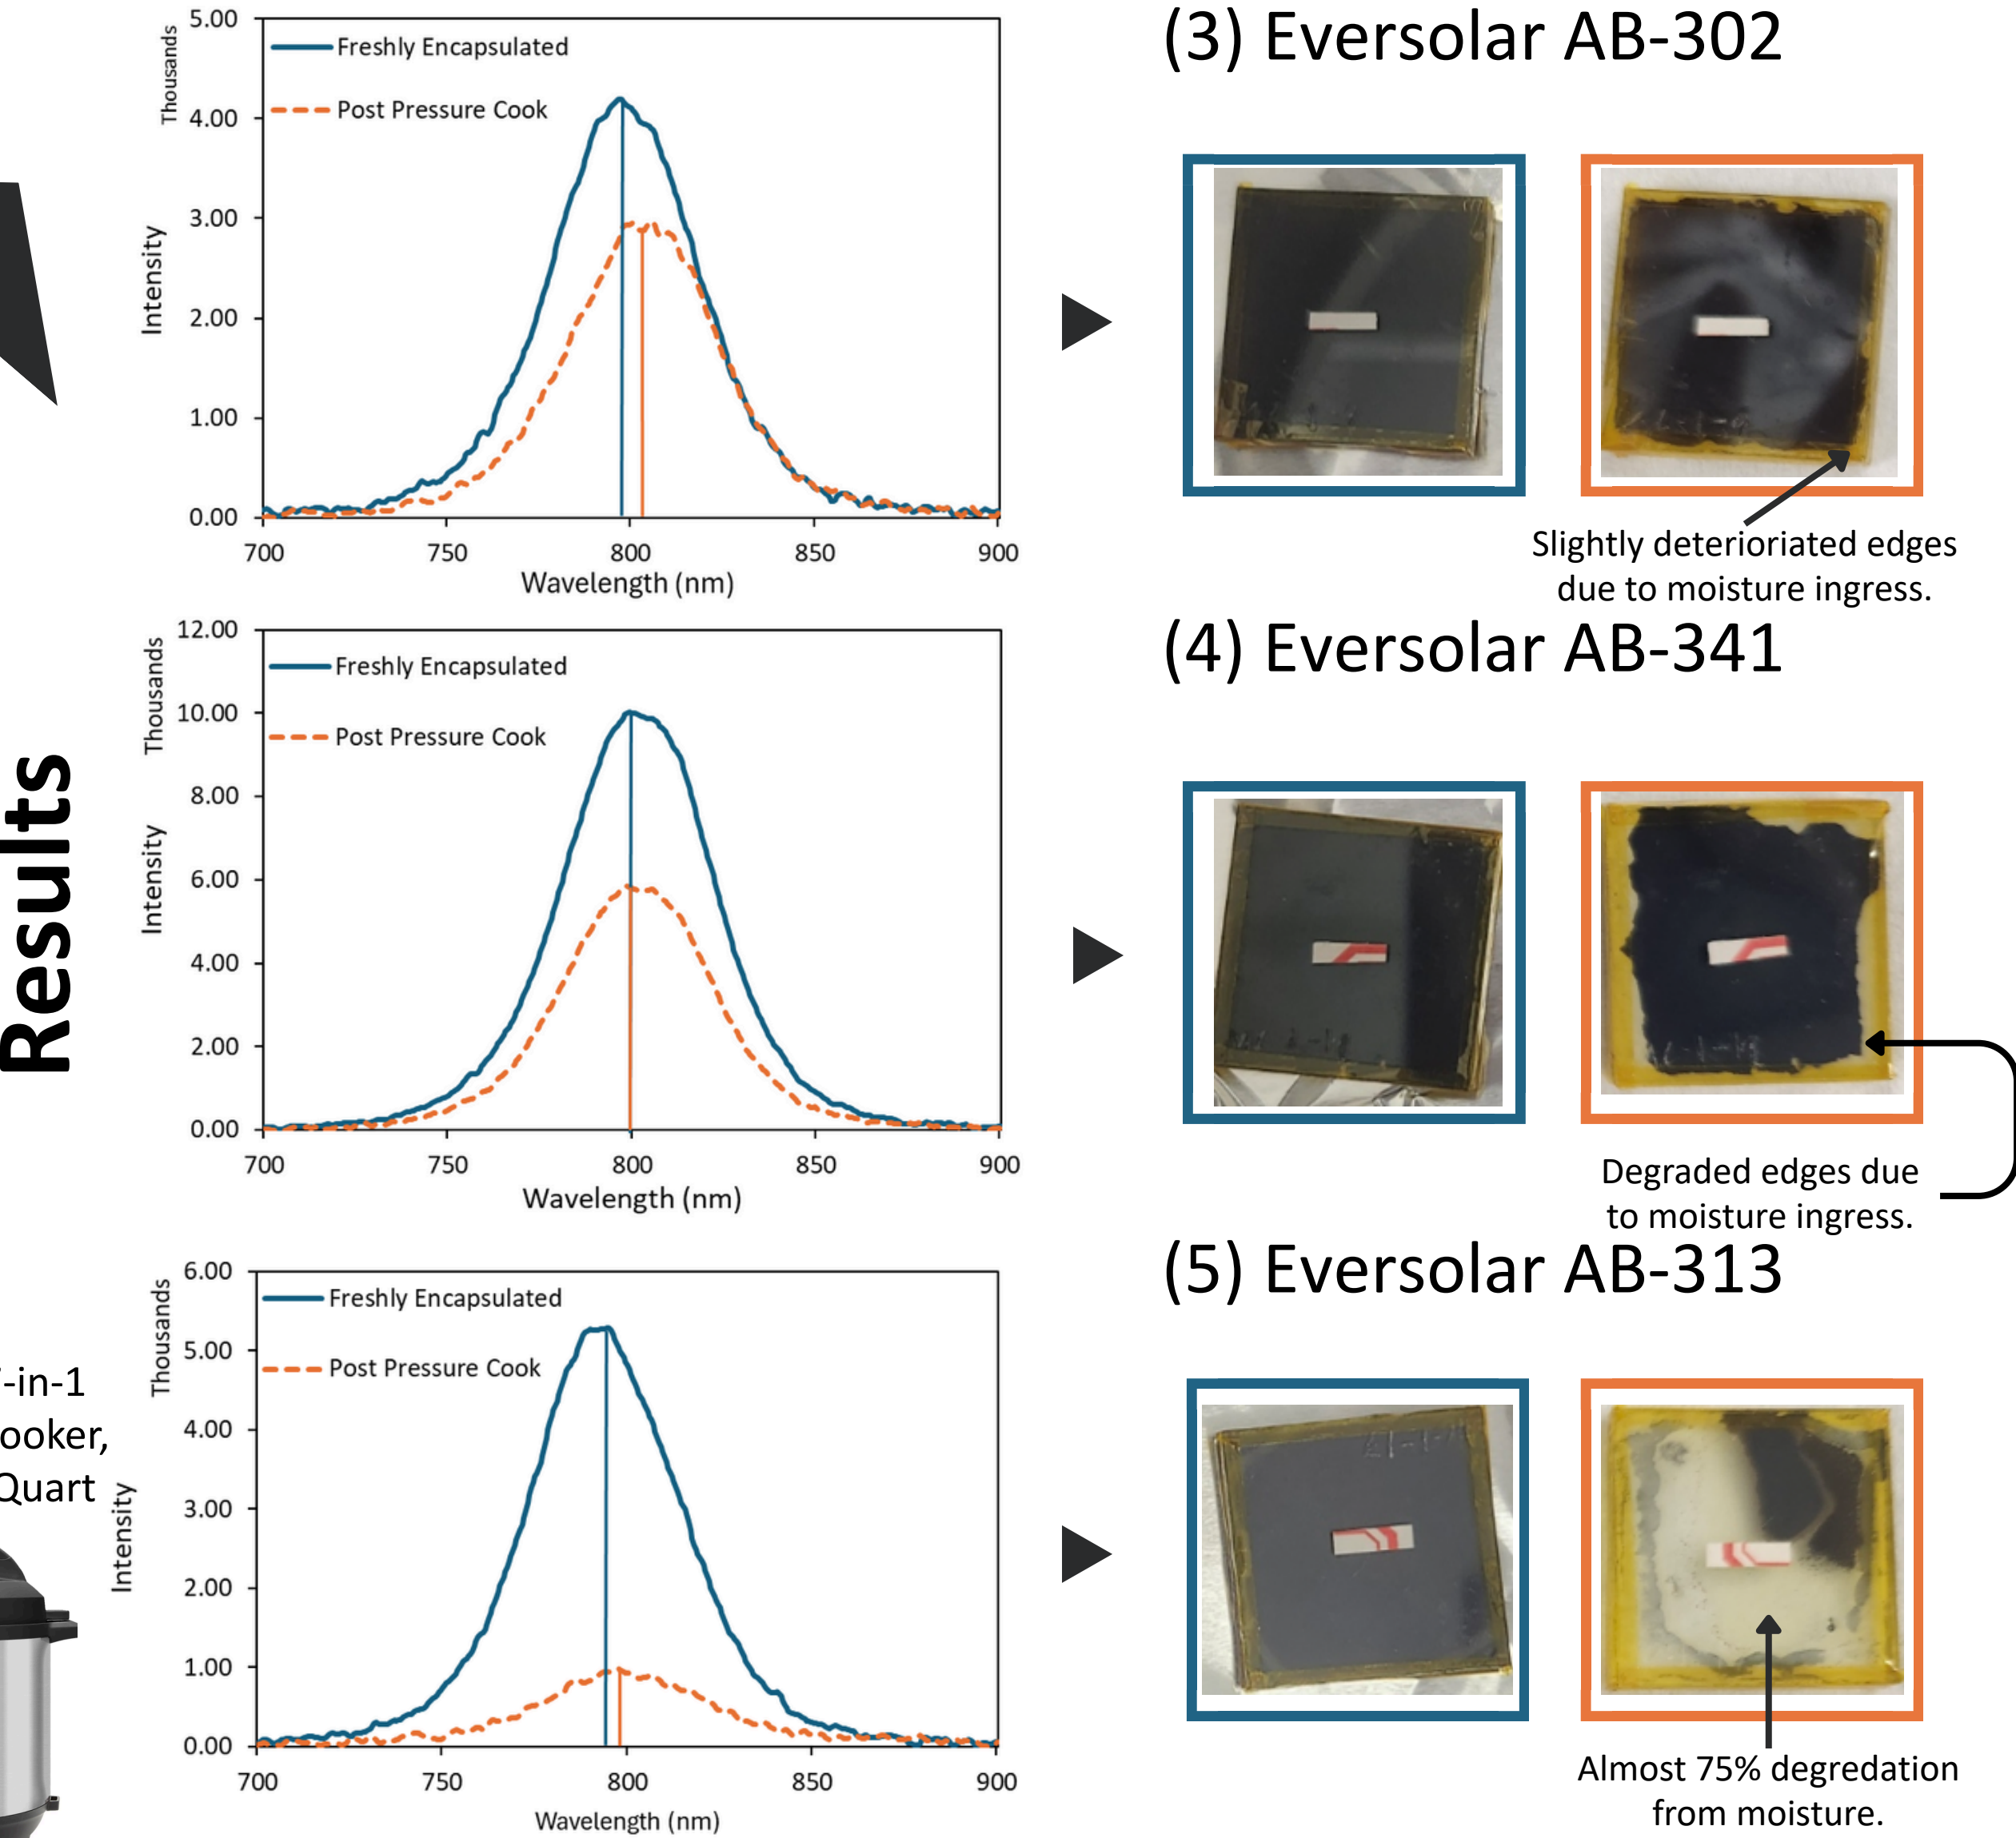 Results
-in-1
ooker,
Quart
5.00
4.00
3.00
2.00
1.00
0.00
Thousands
Intensity
Freshly Encapsulated
Post Pressure Cook
700 750 800 850 900
Wavelength (nm)
(3) Eversolar AB-302
Slightly deterioriated edges
due to moisture ingress.
12.00
10.00
8.00
6.00
4.00
2.00
0.00
Thousands
Intensity
Freshly Encapsulated
Post Pressure Cook
700 750 800 850 900
Wavelength (nm)
(4) Eversolar AB-341
Degraded edges due
to moisture ingress.
6.00
5.00
4.00
3.00
2.00
1.00
0.00
Thousands
Intensity
Freshly Encapsulated
Post Pressure Cook
700 750 800 850 900
Wavelength (nm)
(5) Eversolar AB-313
Almost 75% degredation
from moisture.